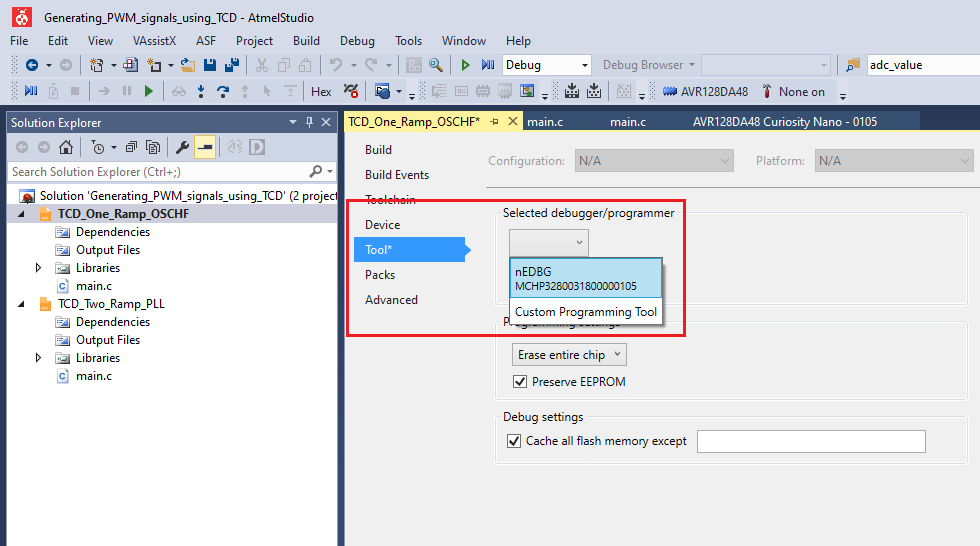 Generating_PWM_signals_using_TCD - AtmelStudio
File Edit View VAssistX ASF Project Build Debug Tools Window Help
Debug Debug Browser adc_value
Hex AVR128DA48 None on
Solution Explorer
TCD_One_Ramp_OSCHF* main.c main.c AVR128DA48 Curiosity Nano - 0105
Search Solution Explorer (Ctrl+;)
Solution 'Generating_PWM_signals_using_TCD' (2 project
TCD_One_Ramp_OSCHF
Dependencies
Output Files
Libraries
main.c
TCD_Two_Ramp_PLL
Dependencies
Output Files
Libraries
main.c
Build
Build Events
Toolchain
Device
Tool*
Packs
Advanced
Configuration: N/A Platform: N/A
Selected debugger/programmer
nEDBG
MCHP3280031800000105
Custom Programming Tool
Programming settings
Erase entire chip
Preserve EEPROM
Debug settings
Cache all flash memory except